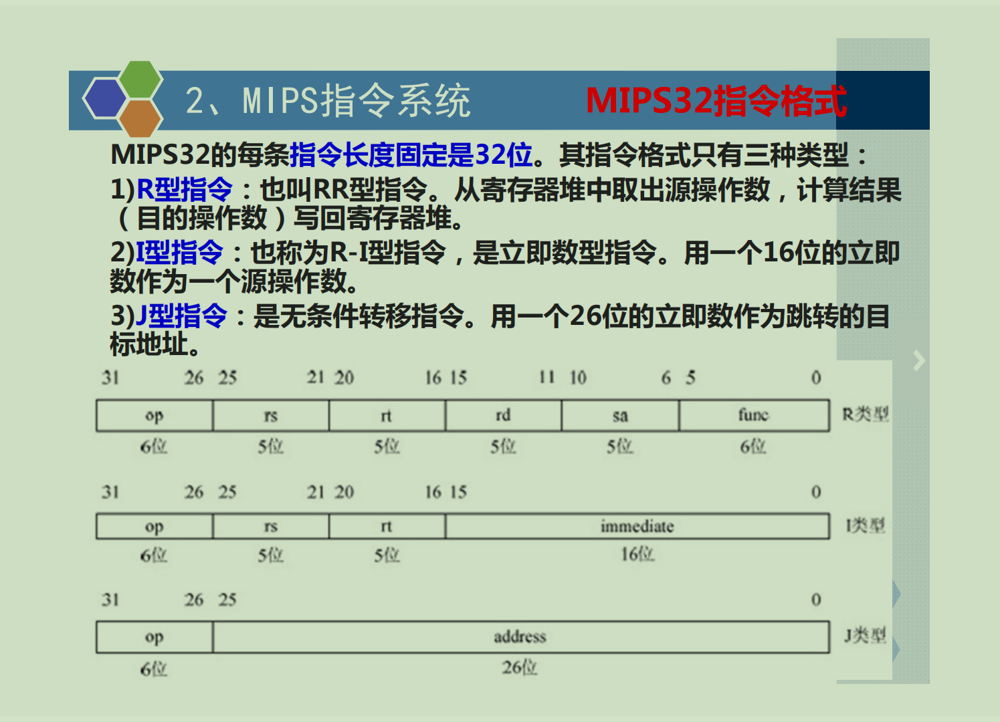 2、MIPS指令系统 MIPS32指令格式
MIPS32的每条指令长度固定是32位。其指令格式只有三种类型：
1)R型指令：也叫RR型指令。从寄存器堆中取出源操作数，计算结果
（目的操作数）写回寄存器堆。
2)I型指令：也称为R-I型指令，是立即数型指令。用一个16位的立即
数作为一个源操作数。
3)J型指令：是无条件转移指令。用一个26位的立即数作为跳转的目
标地址。
31 26 25 21 20 16 15 11 10 6 5 0
op rs rt rd sa func R类型
6位 5位 5位 5位 5位 6位
31 26 25 21 20 16 15 0
op rs rt immediate I类型
6位 5位 5位 16位
31 26 25 0
op address J类型
6位 26位